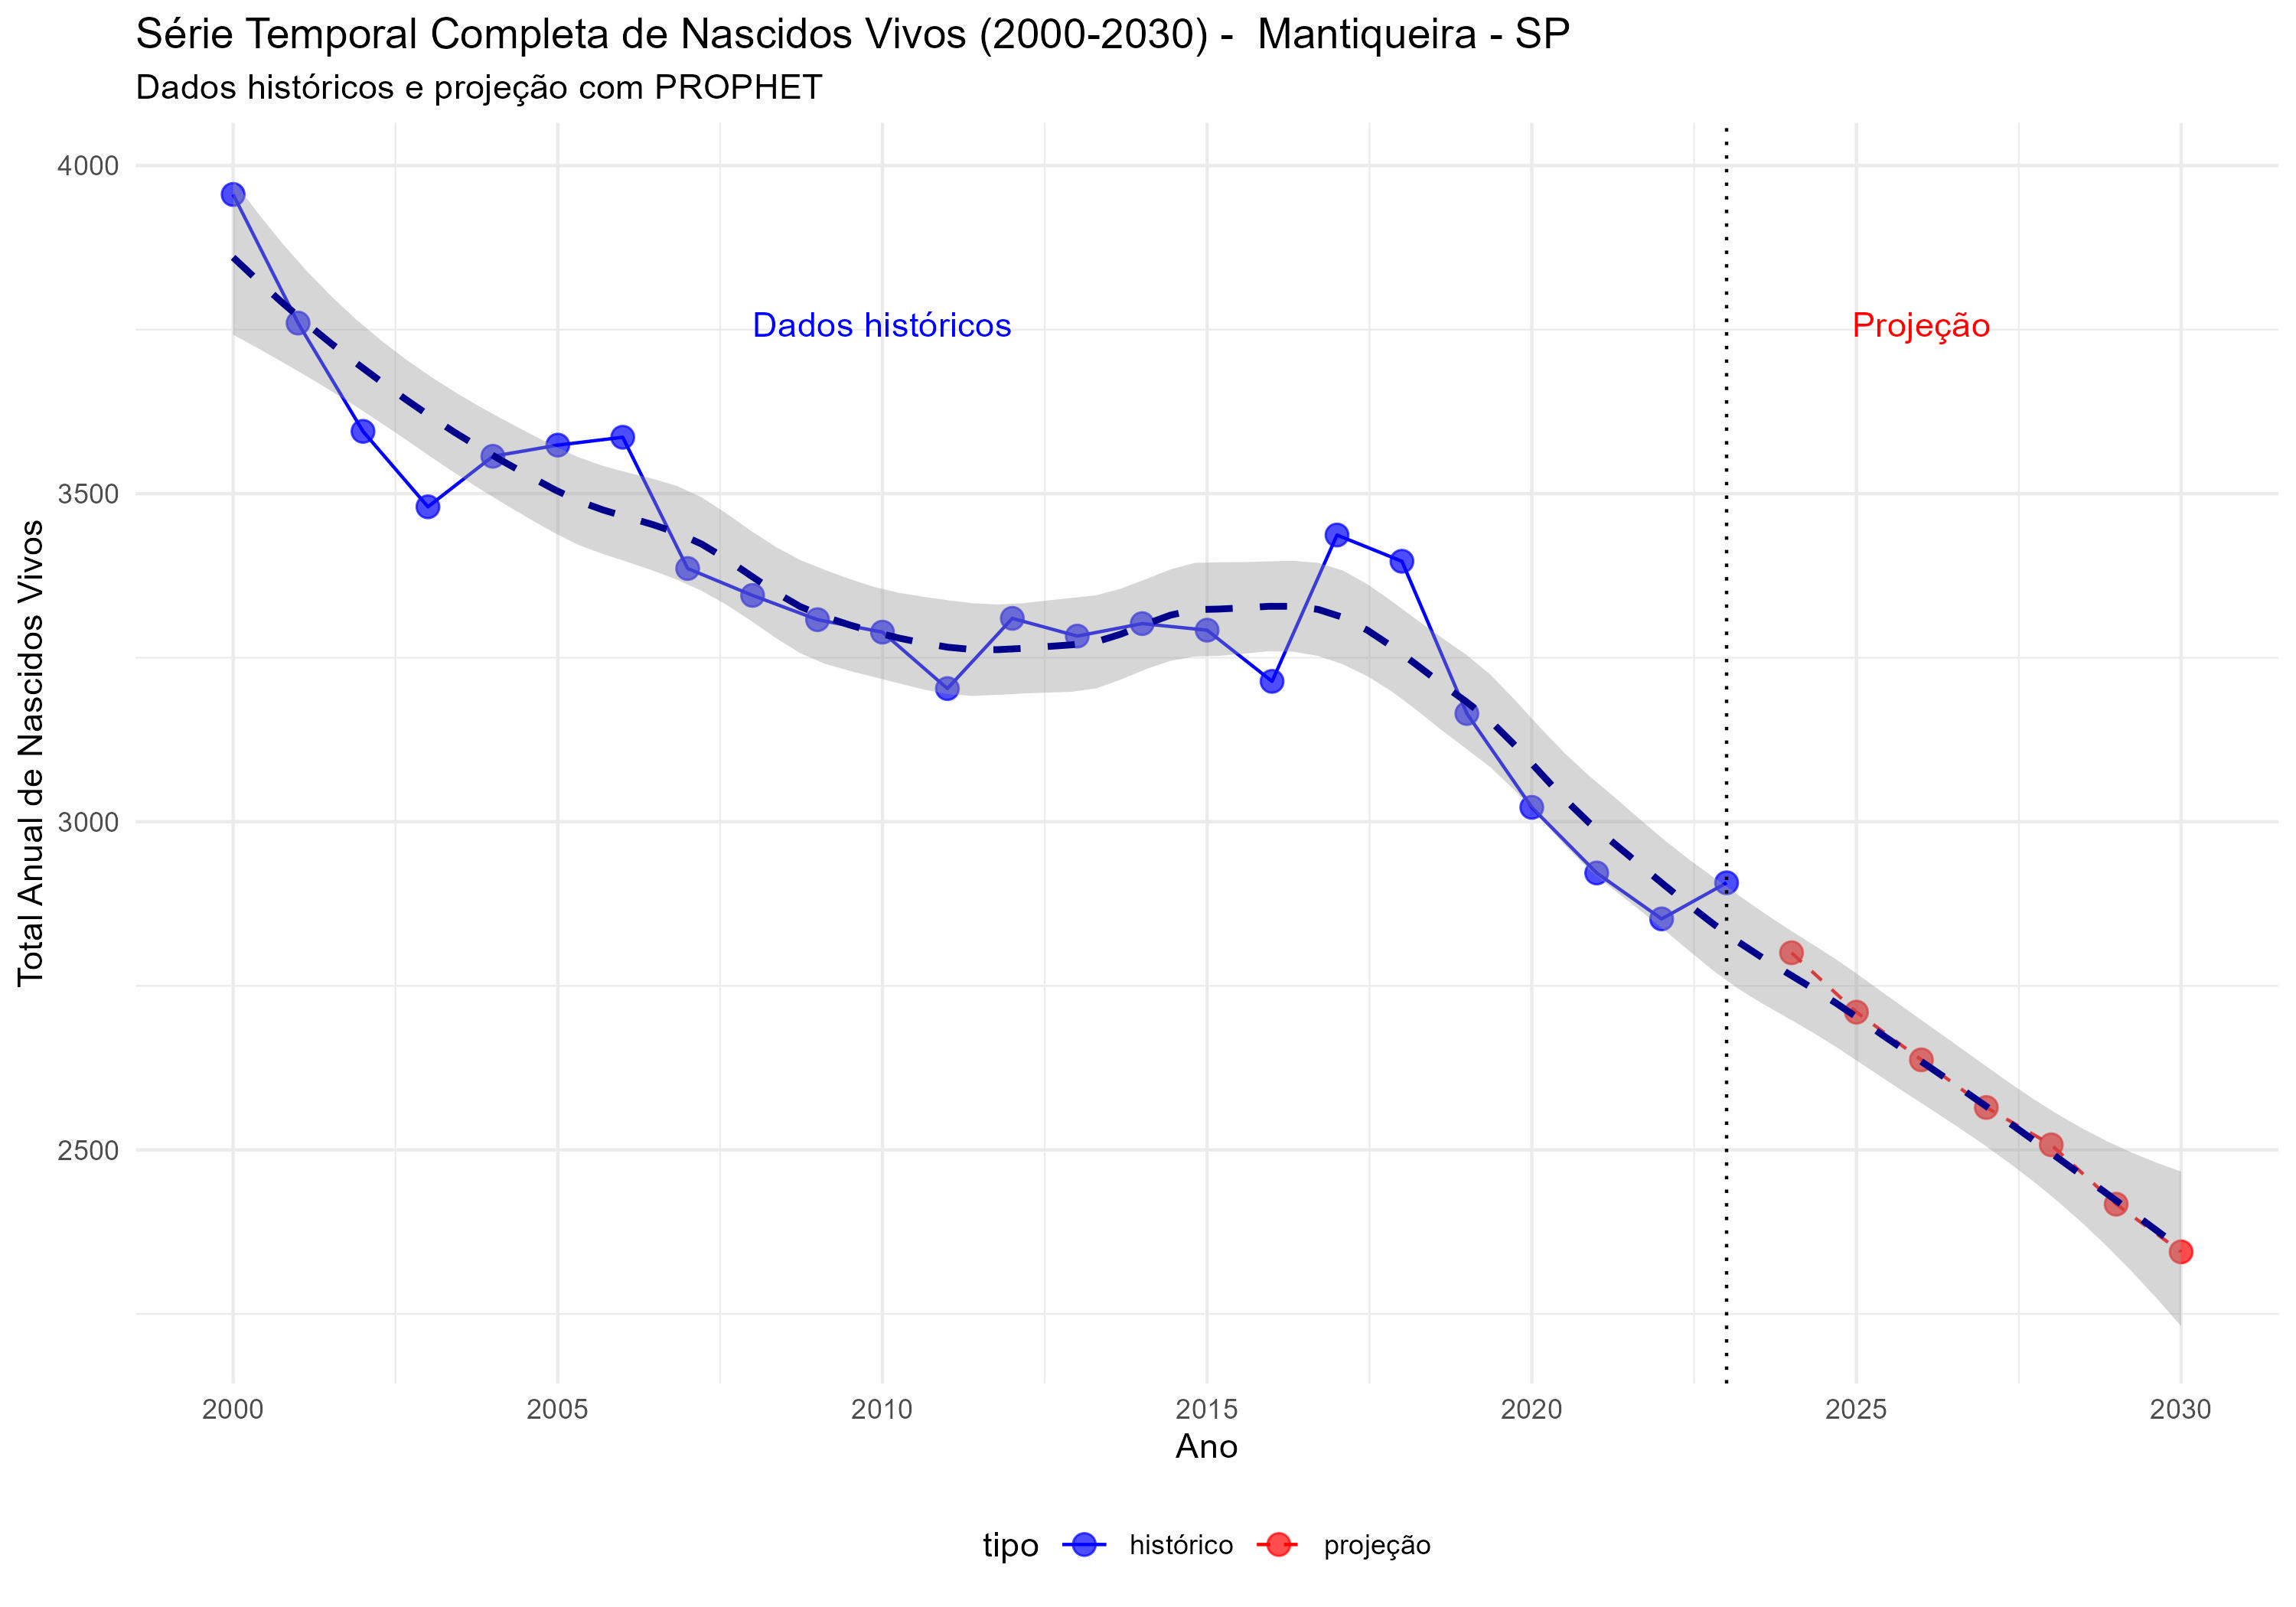 Série Temporal Completa de Nascidos Vivos (2000-2030) -  Mantiqueira - SP
Dados históricos e projeção com PROPHET
Total Anual de Nascidos Vivos
4000
3500
3000
2500
Dados históricos
Projeção
2000
2005
2010
2015
2020
2025
2030
Ano
tipo
histórico
projeção